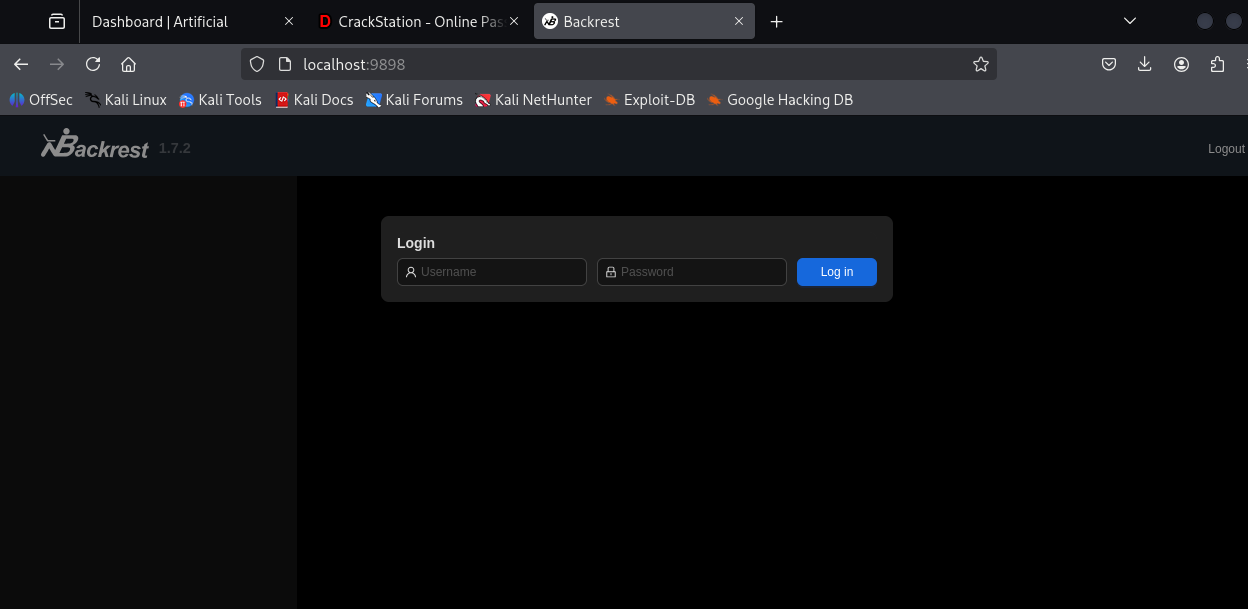 Dashboard | Artificial
CrackStation - Online Pas
Backrest
localhost:9898
OffSec Kali Linux Kali Tools Kali Docs Kali Forums Kali NetHunter Exploit-DB Google Hacking DB
Backrest 1.7.2 Logout
Login
Username Password Log in